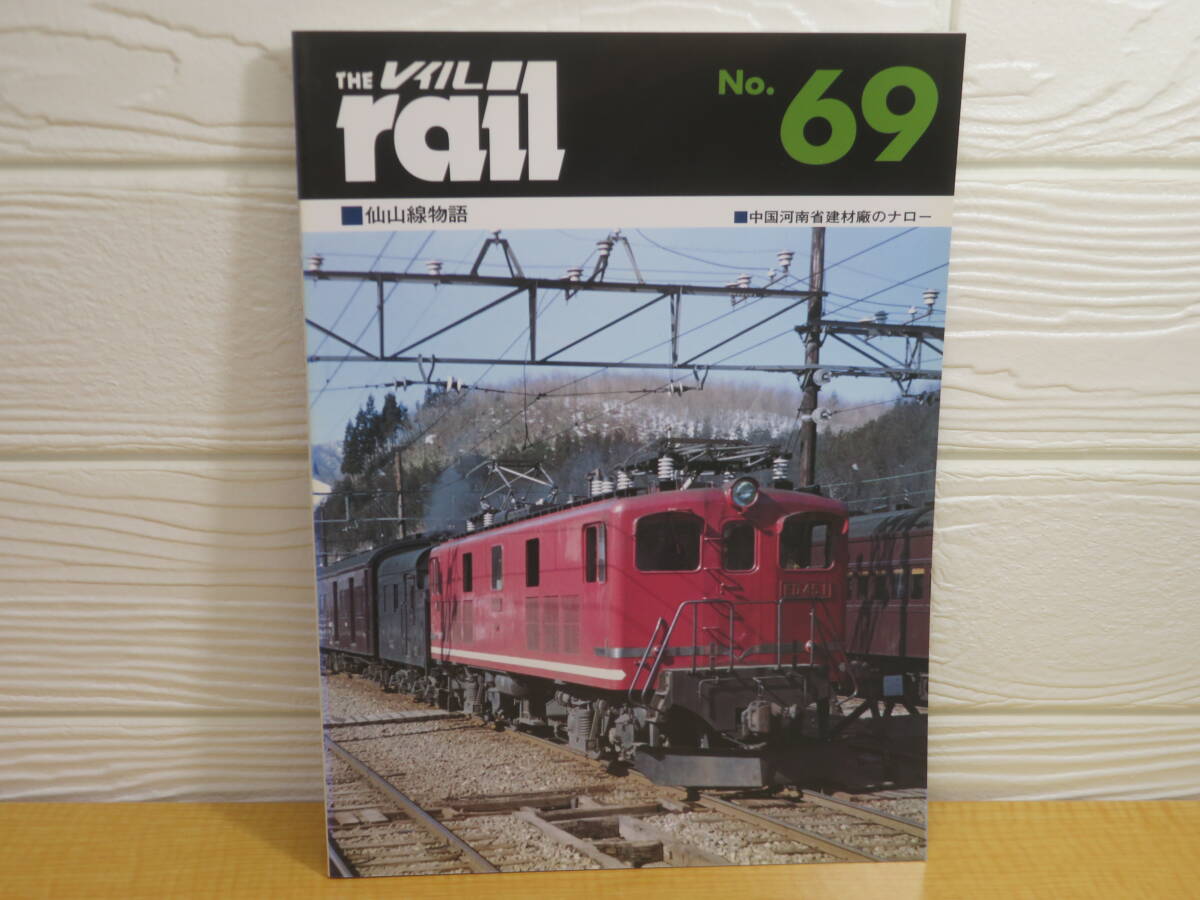 THE レイル
rail
No. 69
■仙山線物語
■中国河南省建材廠のナロー